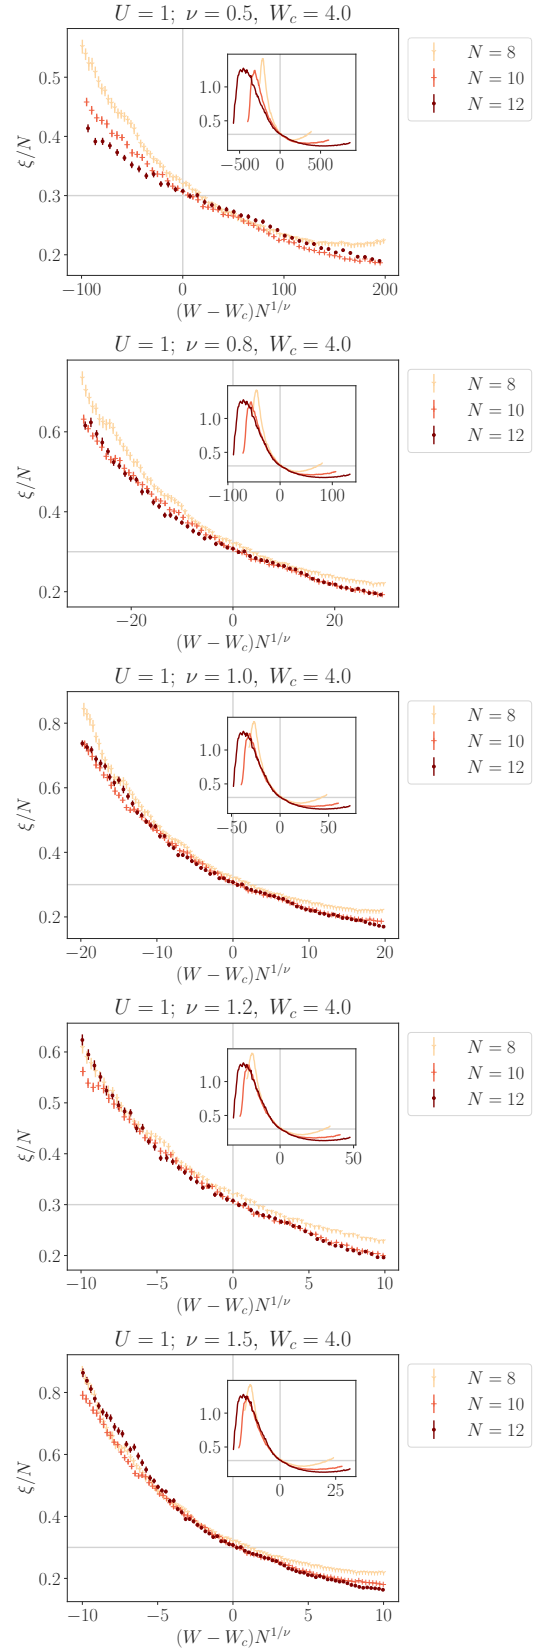 U = 1; ν = 0.5, W_c = 4.0
N = 8
N = 10
N = 12
ξ/N
0.5
0.4
0.3
0.2
1.0
0.5
−500 0 500
−100 0 100 200
(W − W_c)N^{1/ν}
U = 1; ν = 0.8, W_c = 4.0
N = 8
N = 10
N = 12
ξ/N
0.6
0.4
0.2
1.0
0.5
−100 0 100
−20 0 20
(W − W_c)N^{1/ν}
U = 1; ν = 1.0, W_c = 4.0
N = 8
N = 10
N = 12
ξ/N
0.8
0.6
0.4
0.2
1.0
0.5
−50 0 50
−20 −10 0 10 20
(W − W_c)N^{1/ν}
U = 1; ν = 1.2, W_c = 4.0
N = 8
N = 10
N = 12
ξ/N
0.6
0.5
0.4
0.3
0.2
1.0
0.5
0 50
−10 −5 0 5 10
(W − W_c)N^{1/ν}
U = 1; ν = 1.5, W_c = 4.0
N = 8
N = 10
N = 12
ξ/N
0.8
0.6
0.4
0.2
1.0
0.5
0 25
−10 −5 0 5 10
(W − W_c)N^{1/ν}